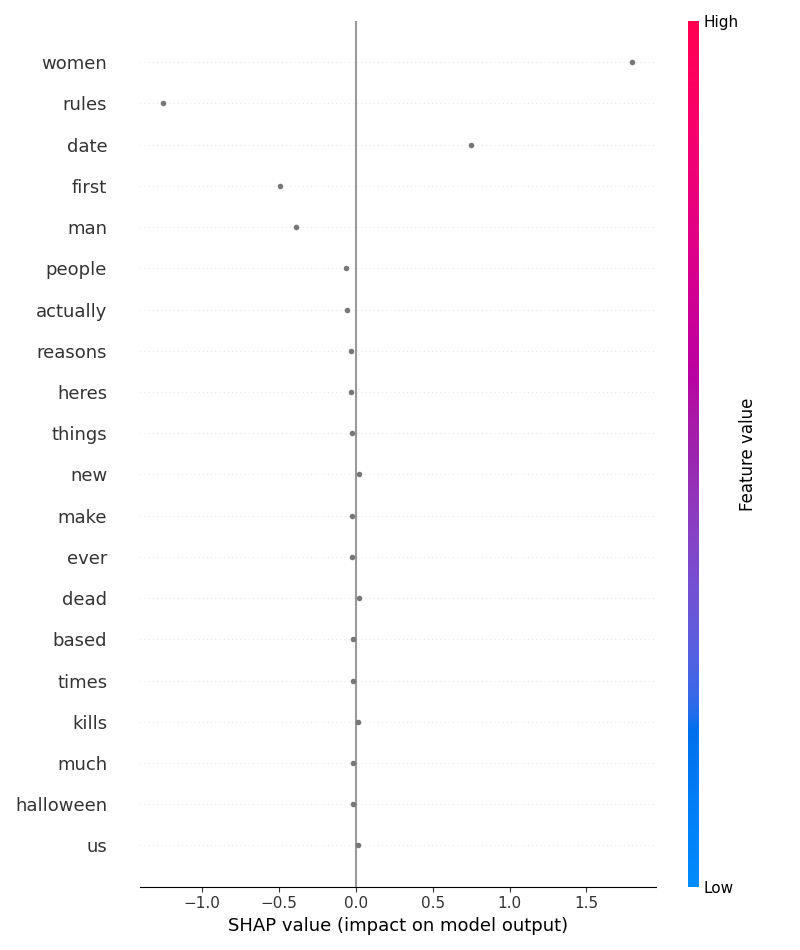 High
women
rules
date
first
man
people
actually
reasons
heres
things
new
make
ever
dead
based
times
kills
much
halloween
us
Feature value
Low
−1.0 −0.5 0.0 0.5 1.0 1.5
SHAP value (impact on model output)